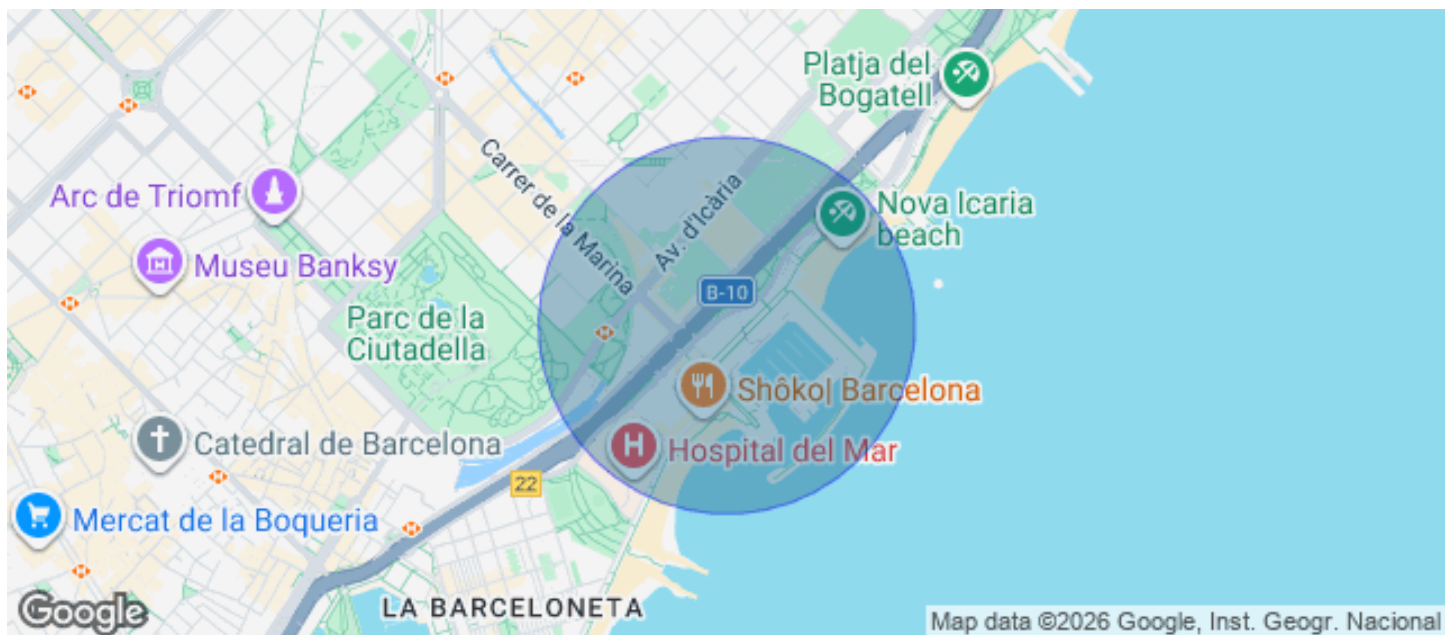 Platja del
Bogatell
Carrer de la Marina
Arc de Triomf
Av. d'Icària
Nova Icaria
beach
Museu Banksy
B-10
Parc de la
Ciutadella
Shôko| Barcelona
Catedral de Barcelona
Hospital del Mar
22
Mercat de la Boqueria
LA BARCELONETA
Google
Map data ©2026 Google, Inst. Geogr. Nacional